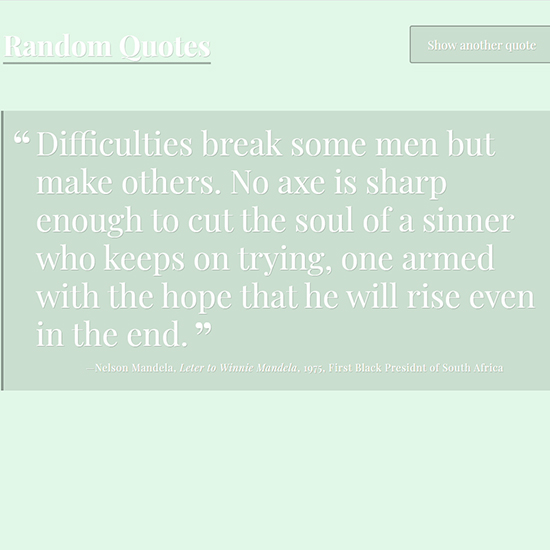 Random Quotes
Show another quote
“ Difficulties break some men but
make others. No axe is sharp
enough to cut the soul of a sinner
who keeps on trying, one armed
with the hope that he will rise even
in the end. ”
—Nelson Mandela, Leter to Winnie Mandela, 1975, First Black Presidnt of South Africa